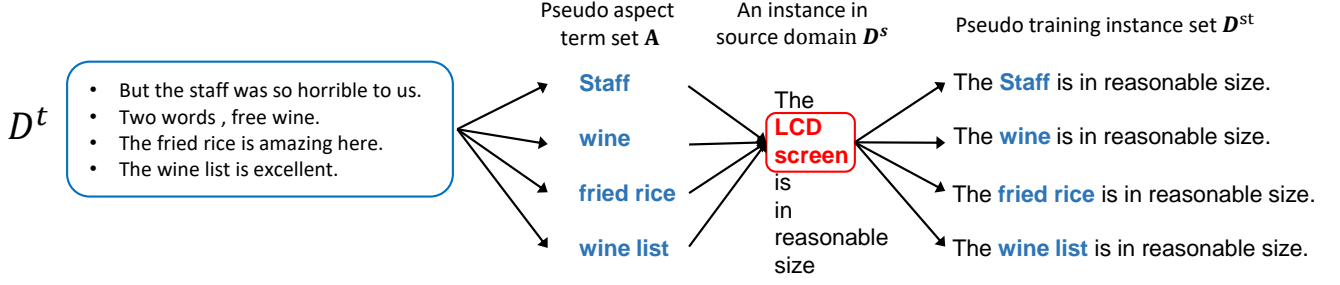 Pseudo aspect
term set A
An instance in
source domain Dˢ
Pseudo training instance set Dˢᵗ
Dᵗ
• But the staff was so horrible to us.
• Two words , free wine.
• The fried rice is amazing here.
• The wine list is excellent.
Staff
wine
fried rice
wine list
The
LCD
screen
is
in
reasonable
size
The Staff is in reasonable size.
The wine is in reasonable size.
The fried rice is in reasonable size.
The wine list is in reasonable size.